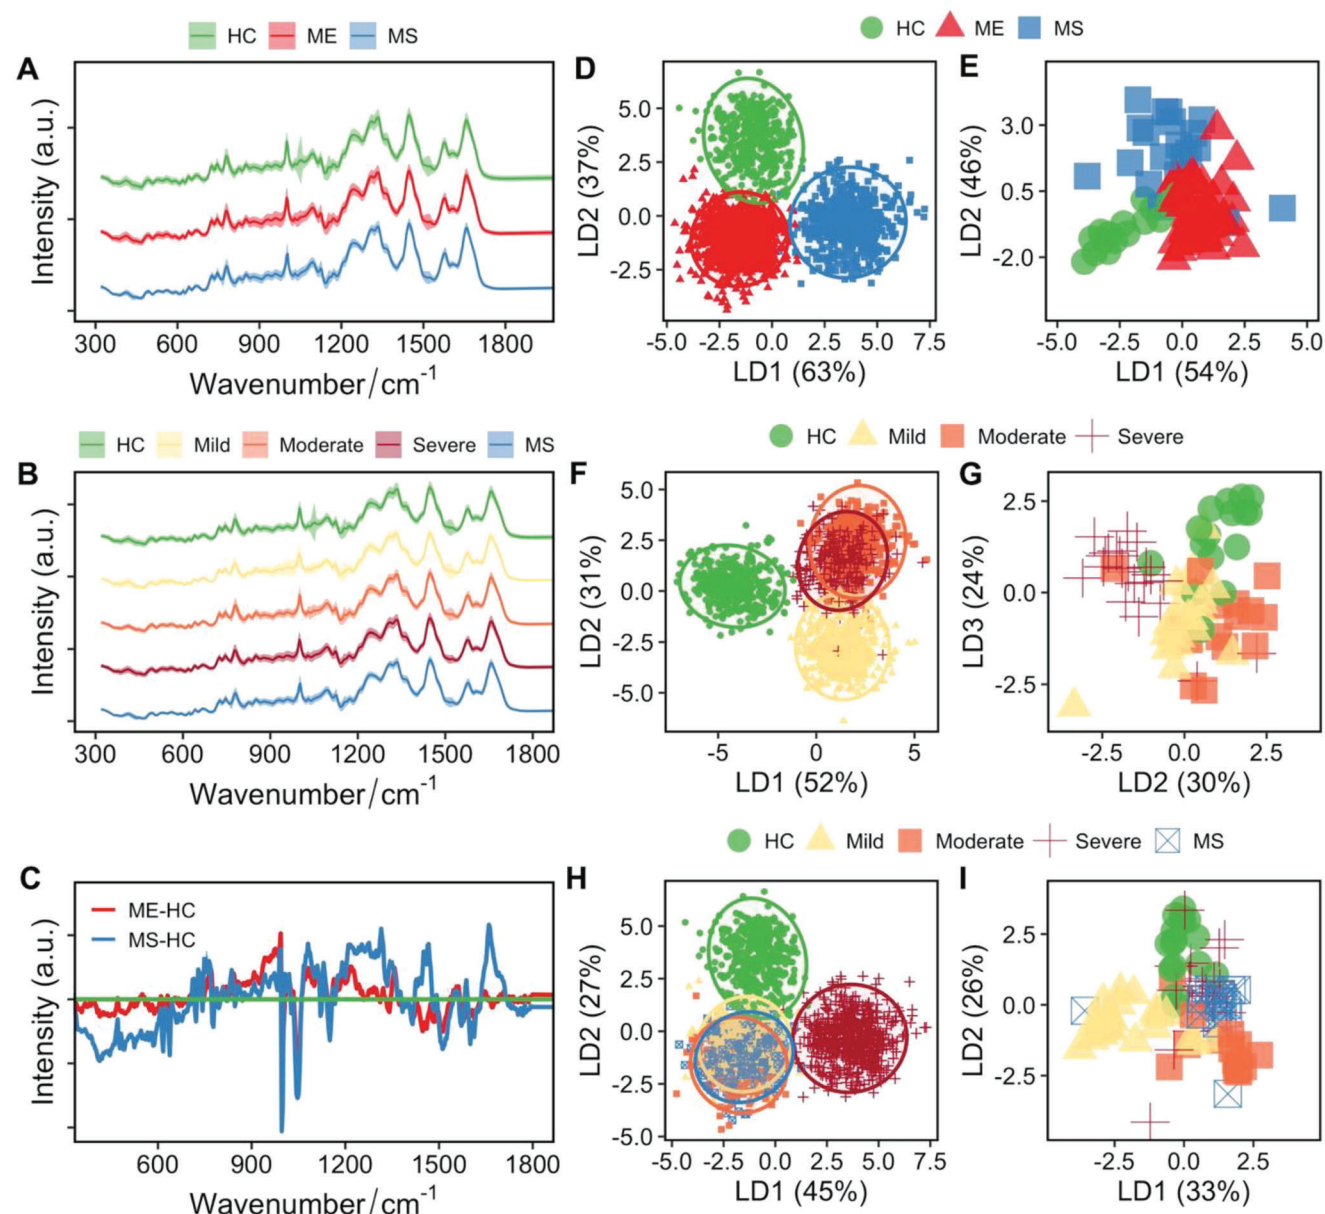 HC ME MS
HC ME MS
A
Intensity (a.u.)
300 600 900 1200 1500 1800
Wavenumber/cm-1
D
LD2 (37%)
5.0
2.5
0.0
-2.5
-5.0 -2.5 0.0 2.5 5.0 7.5
LD1 (63%)
E
LD2 (46%)
3.0
0.5
-2.0
-5.0 -2.5 0.0 2.5 5.0
LD1 (54%)
HC Mild Moderate Severe MS
HC Mild Moderate Severe
B
Intensity (a.u.)
300 600 900 1200 1500 1800
Wavenumber/cm-1
F
LD2 (31%)
5.0
2.5
0.0
-2.5
-5.0
-5 0 5
LD1 (52%)
G
LD3 (24%)
2.5
0.0
-2.5
-2.5 0.0 2.5
LD2 (30%)
HC Mild Moderate Severe MS
C
ME-HC
MS-HC
Intensity (a.u.)
600 900 1200 1500 1800
Wavenumber/cm-1
H
LD2 (27%)
5.0
2.5
0.0
-2.5
-5.0
-5.0 -2.5 0.0 2.5 5.0 7.5
LD1 (45%)
I
LD2 (26%)
2.5
0.0
-2.5
-2.5 0.0 2.5
LD1 (33%)